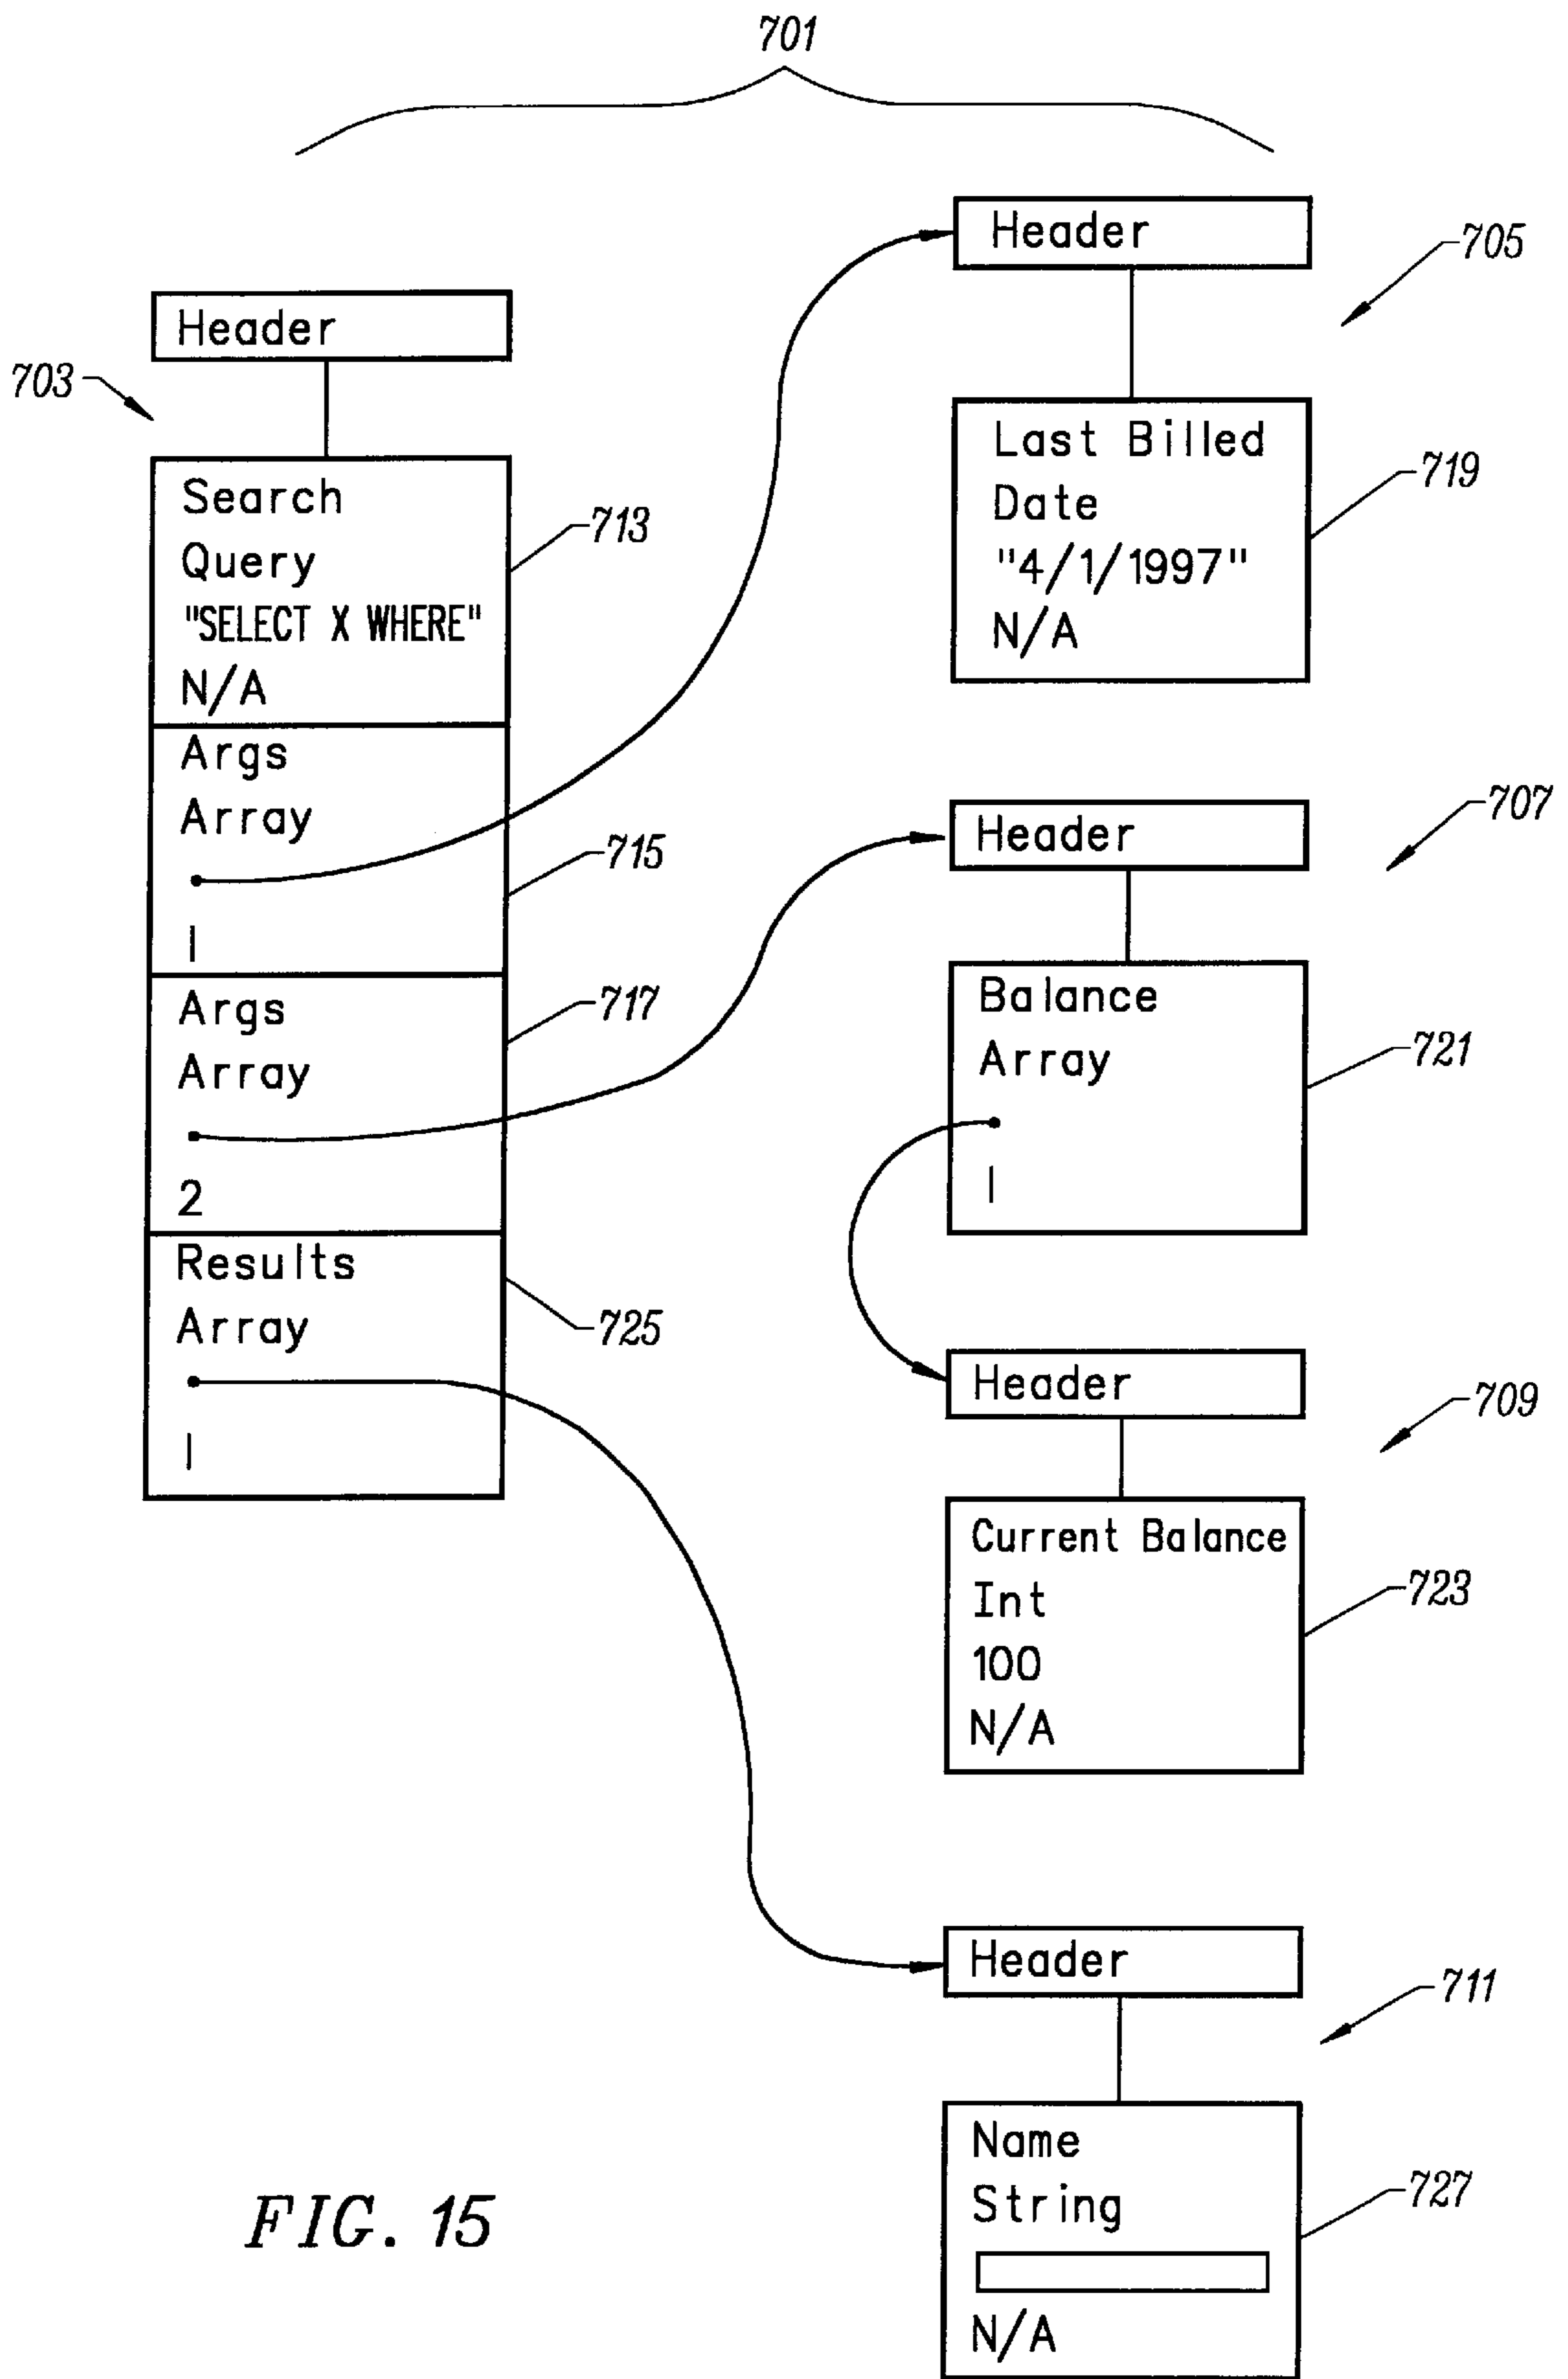 701
Header
703
Search
Query
"SELECT X WHERE"
N/A
713
Args
Array
1
715
Args
Array
2
717
Results
Array
1
725
Header
705
Last Billed
Date
"4/1/1997"
N/A
719
Header
707
Balance
Array
1
721
Header
709
Current Balance
Int
100
N/A
723
Header
711
Name
String
N/A
727
FIG. 15